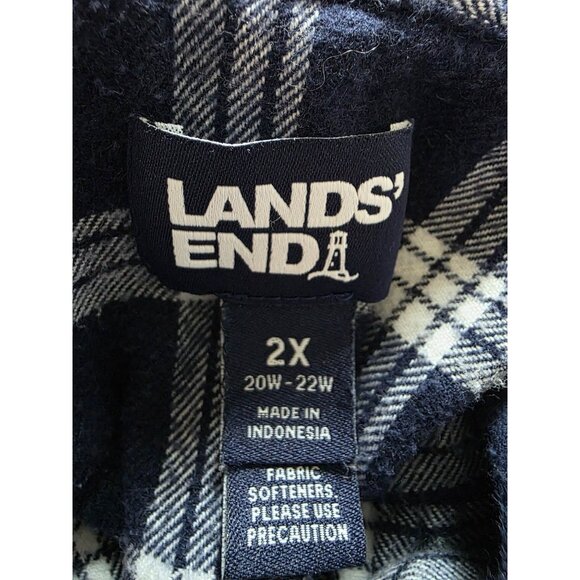 LANDS'
END
2X
20W - 22W
MADE IN
INDONESIA
FABRIC
SOFTENERS.
PLEASE USE
PRECAUTION